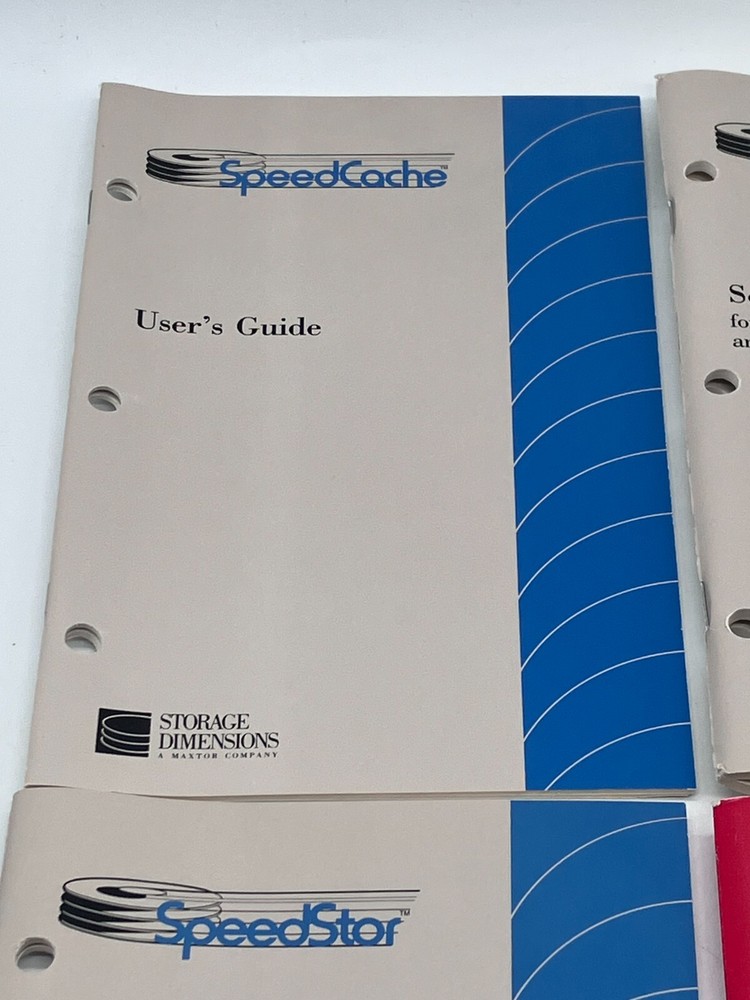 SpeedCache™
User's Guide
STORAGE
DIMENSIONS
A MAXTOR COMPANY
SpeedStor™